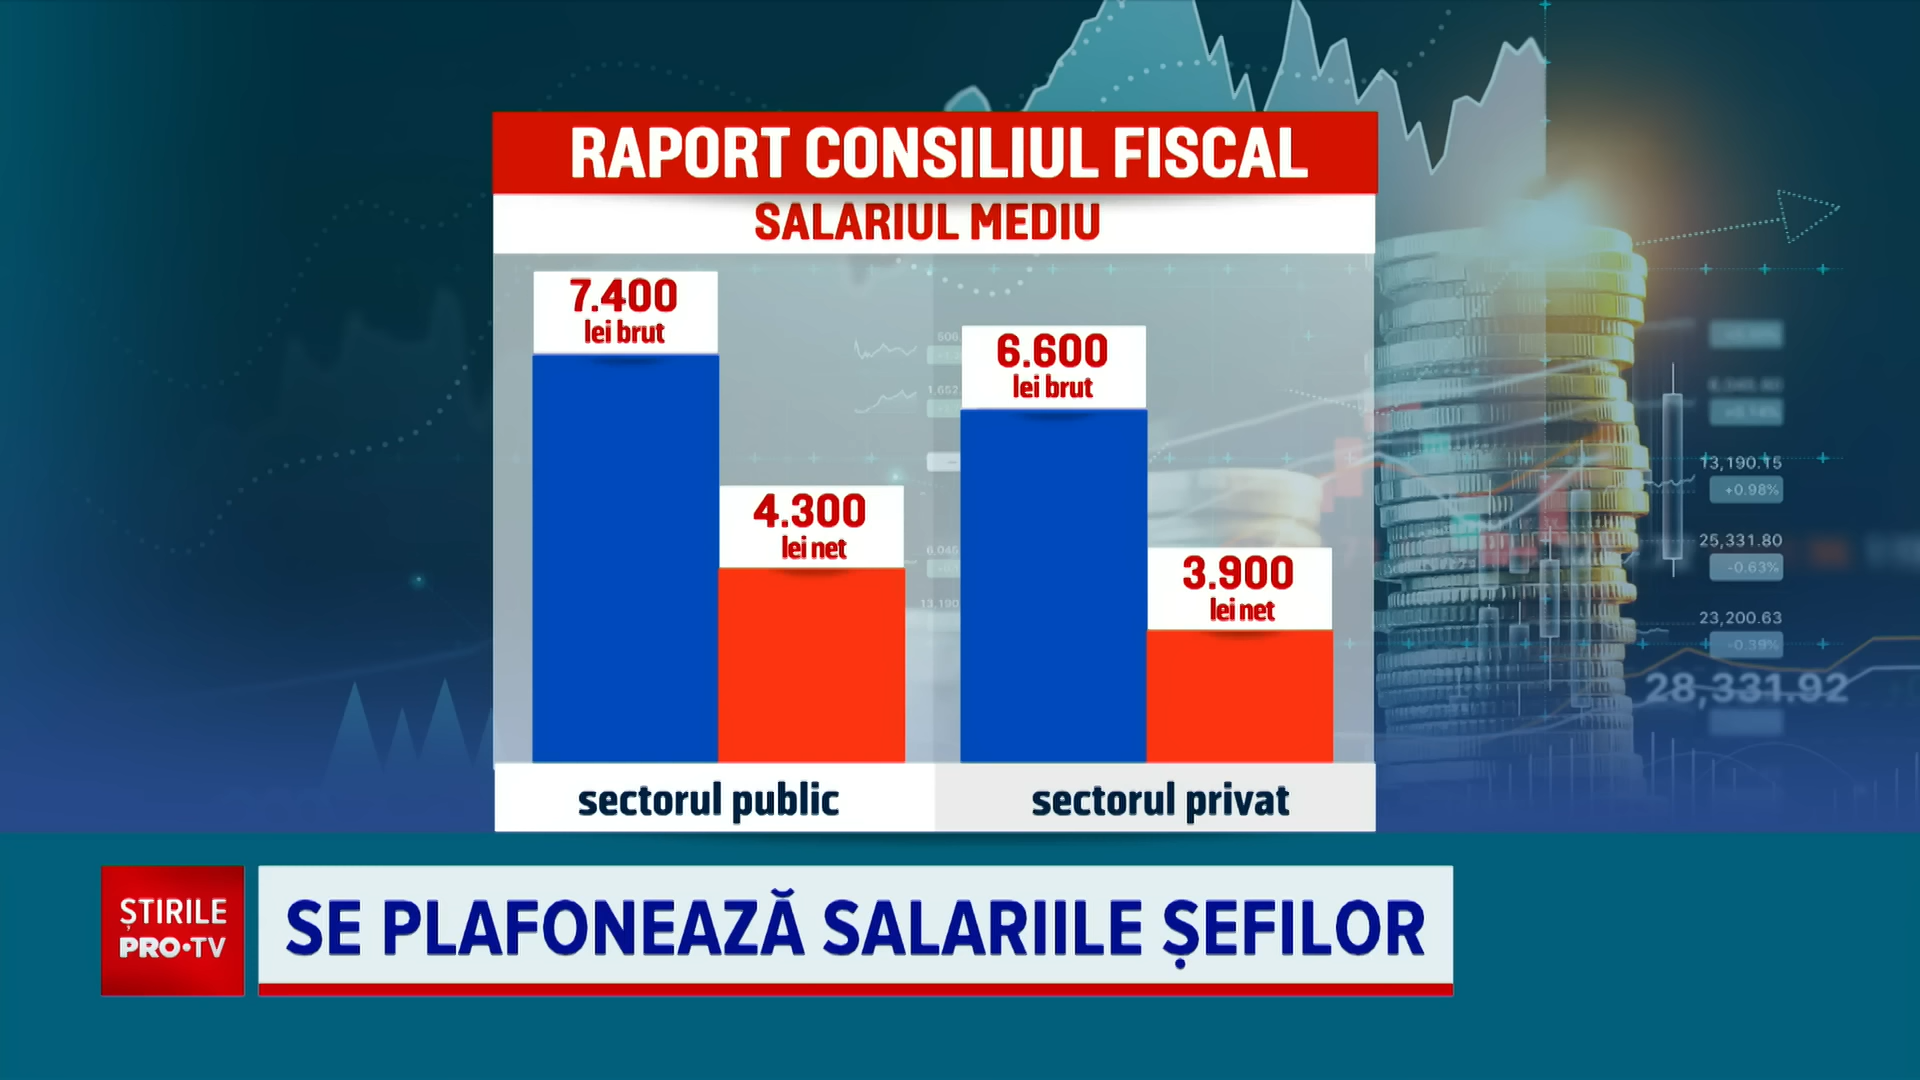 RAPORT CONSILIUL FISCAL
SALARIUL MEDIU
7.400
lei brut
4.300
lei net
6.600
lei brut
3.900
lei net
sectorul public
sectorul privat
13,190.15
+0.98%
25,331.80
-0.63%
23,200.63
-0.39%
28,331.92
ȘTIRILE
PRO•TV
SE PLAFONEAZĂ SALARIILE ȘEFILOR